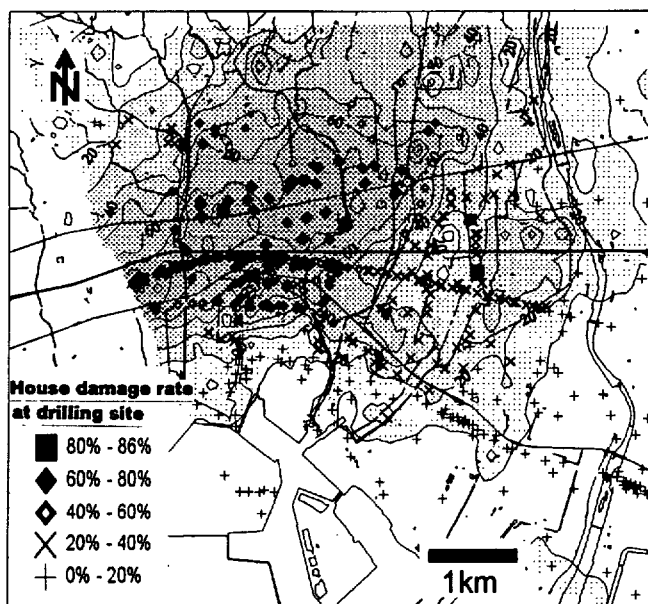 N
House damage rate
at drilling site
80% - 86%
60% - 80%
40% - 60%
20% - 40%
0% - 20%
1km